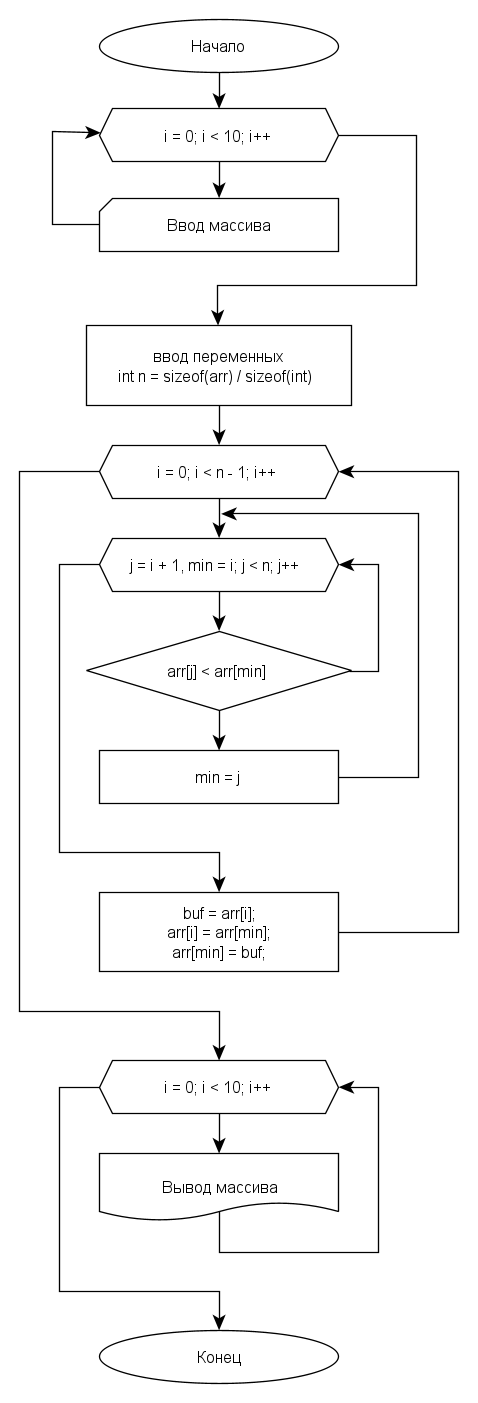 Начало
i = 0; i < 10; i++
Ввод массива
ввод переменных
int n = sizeof(arr) / sizeof(int)
i = 0; i < n - 1; i++
j = i + 1, min = i; j < n; j++
arr[j] < arr[min]
min = j
buf = arr[i];
arr[i] = arr[min];
arr[min] = buf;
i = 0; i < 10; i++
Вывод массива
Конец